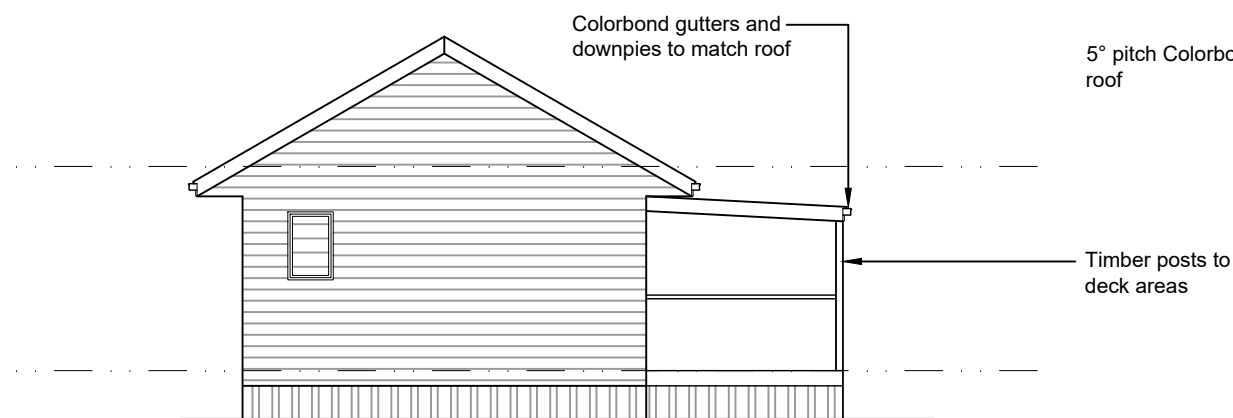 Colorbond gutters and
downpies to match roof
5° pitch Colorbo
roof
Timber posts to
deck areas